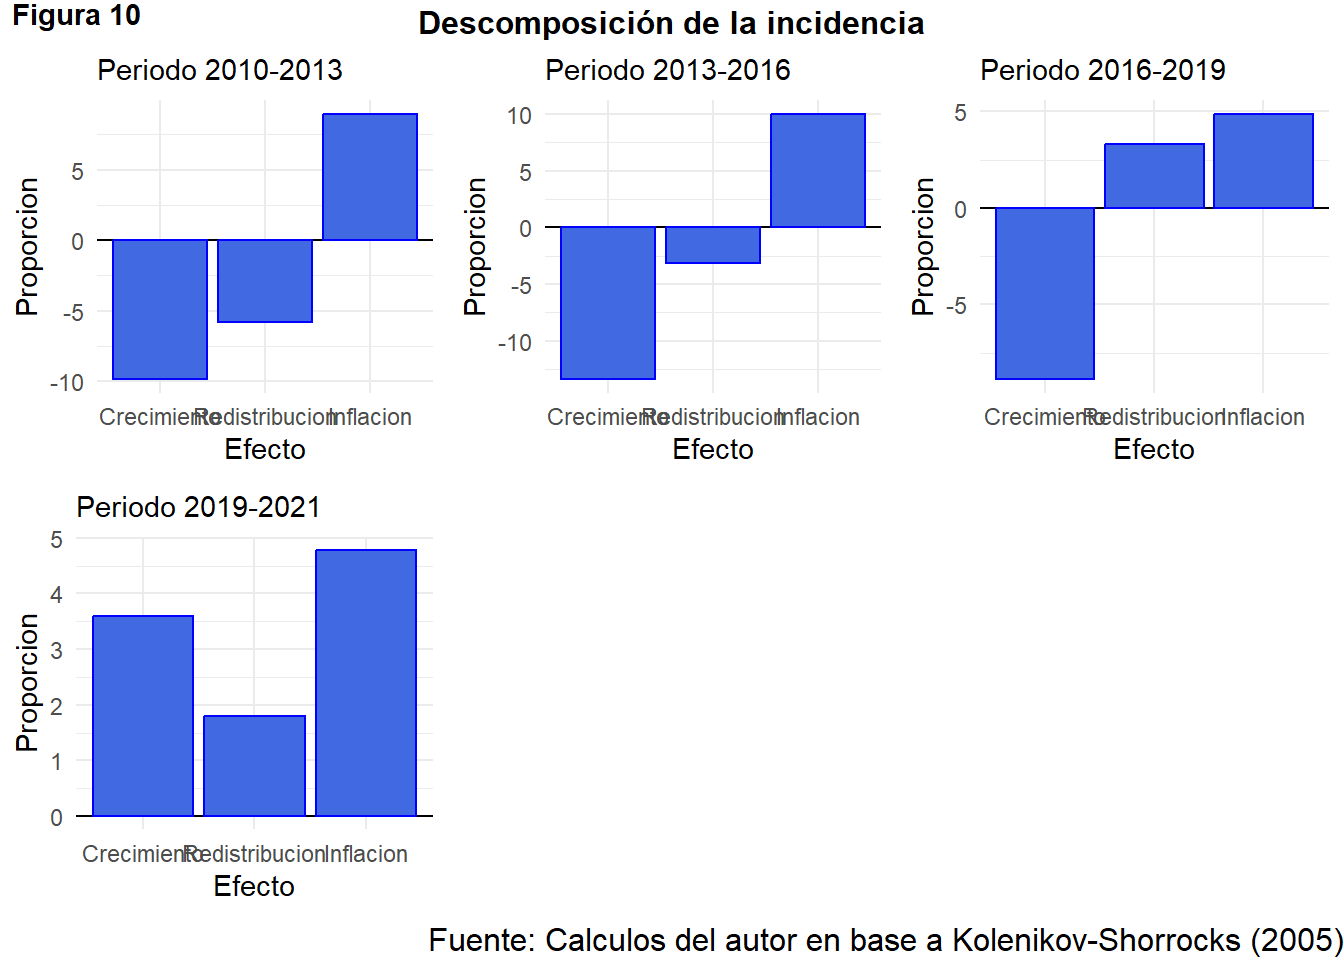 Figura 10
Descomposición de la incidencia
Periodo 2010-2013
Proporcion
5
0
-5
-10
Crecimiento Redistribucion Inflacion
Efecto
Periodo 2013-2016
Proporcion
10
5
0
-5
-10
Crecimiento Redistribucion Inflacion
Efecto
Periodo 2016-2019
Proporcion
5
0
-5
Crecimiento Redistribucion Inflacion
Efecto
Periodo 2019-2021
Proporcion
5
4
3
2
1
0
Crecimiento Redistribucion Inflacion
Efecto
Fuente: Calculos del autor en base a Kolenikov-Shorrocks (2005)